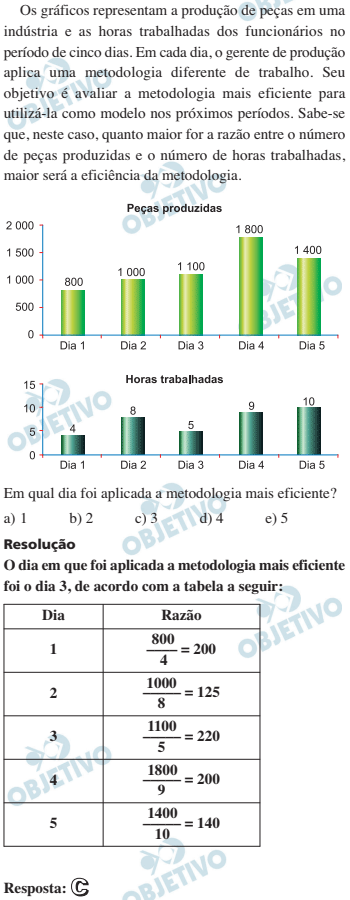 Os gráficos representam a produção de peças em uma
indústria e as horas trabalhadas dos funcionários no
período de cinco dias. Em cada dia, o gerente de produção
aplica uma metodologia diferente de trabalho. Seu
objetivo é avaliar a metodologia mais eficiente para
utilizá-la como modelo nos próximos períodos. Sabe-se
que, neste caso, quanto maior for a razão entre o número
de peças produzidas e o número de horas trabalhadas,
maior será a eficiência da metodologia.
Peças produzidas
2 000
1 500
1 000
500
0
800
1 000
1 100
1 800
1 400
Dia 1 Dia 2 Dia 3 Dia 4 Dia 5
Horas trabalhadas
15
10
5
0
4
8
5
9
10
Dia 1 Dia 2 Dia 3 Dia 4 Dia 5
Em qual dia foi aplicada a metodologia mais eficiente?
a) 1 b) 2 c) 3 d) 4 e) 5
Resolução
O dia em que foi aplicada a metodologia mais eficiente
foi o dia 3, de acordo com a tabela a seguir:
Dia Razão
1 800/4 = 200
2 1000/8 = 125
3 1100/5 = 220
4 1800/9 = 200
5 1400/10 = 140
Resposta: C
OBJETIVO
OBJETIVO
OBJETIVO
OBJETIVO
OBJETIVO
OBJETIVO
OBJETIVO
OBJETIVO
OBJETIVO